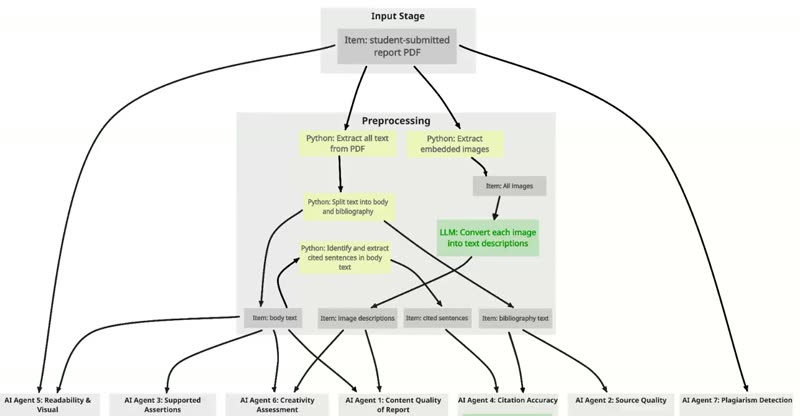 Input Stage
Item: student-submitted
report PDF
Preprocessing
Python: Extract all text
from PDF
Python: Extract
embedded images
Item: All Images
Python: Split text into body
and bibliography
LLM: Convert each image
into text descriptions
Python: Identify and extract
cited sentences in body
text
Item: body text
Item: image descriptions
Item: cited sentences
Item: bibliography text
AI Agent 5: Readability &
Visual
AI Agent 3: Supported
Assertions
AI Agent 6: Creativity
Assessment
AI Agent 1: Content Quality
of Report
AI Agent 4: Citation Accuracy
AI Agent 2: Source Quality
AI Agent 7: Plagiarism Detection